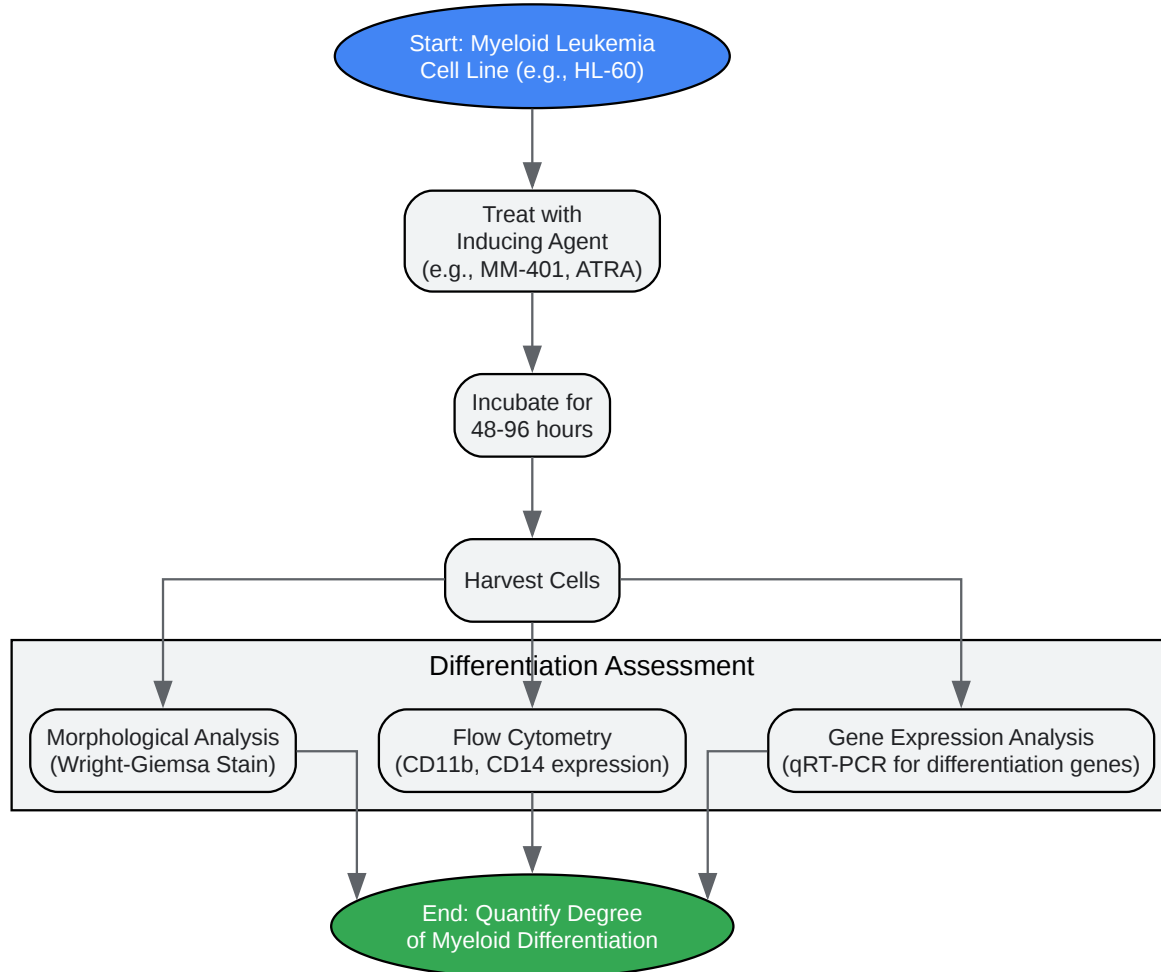 Start: Myeloid Leukemia
Cell Line (e.g., HL-60)
Treat with
Inducing Agent
(e.g., MM-401, ATRA)
Incubate for
48-96 hours
Harvest Cells
Differentiation Assessment
Morphological Analysis
(Wright-Giemsa Stain)
Flow Cytometry
(CD11b, CD14 expression)
Gene Expression Analysis
(qRT-PCR for differentiation genes)
End: Quantify Degree
of Myeloid Differentiation